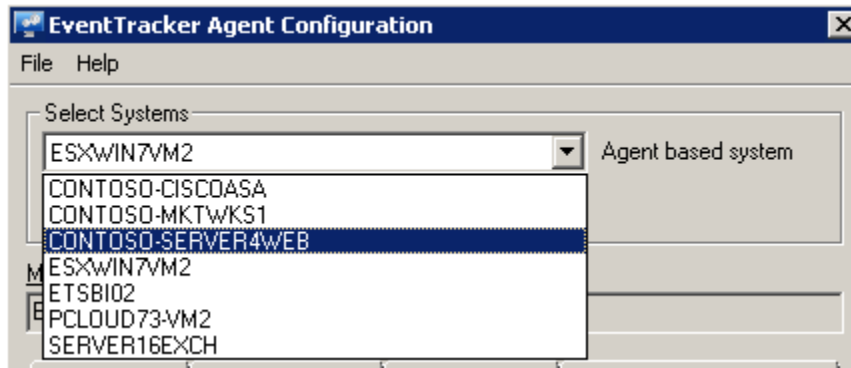 EventTracker Agent Configuration
File Help
Select Systems
ESXWIN7VM2 Agent based system
CONTOSO-CISCOASA
CONTOSO-MKTWKS1
CONTOSO-SERVER4WEB
ESXWIN7VM2
ETSBI02
PCLOUD73-VM2
SERVER16EXCH